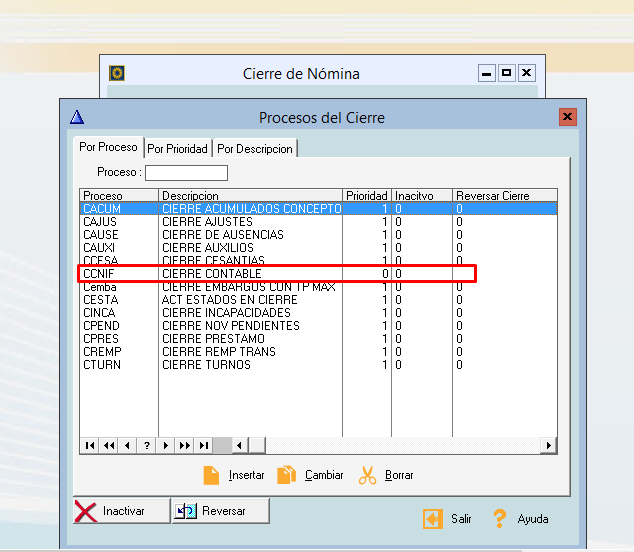 Cierre de Nómina
Procesos del Cierre
Por Proceso Por Prioridad Por Descripcion
Proceso :
Proceso Descripcion Prioridad Inacitvo Reversar Cierre
CACUM CIERRE ACUMULADOS CONCEPTO 1 0 0
CAJUS CIERRE AJUSTES 1 0 0
CAUSE CIERRE DE AUSENCIAS 1 0 0
CAUXI CIERRE AUXILIOS 1 0 0
CCESA CIERRE CESANTIAS 1 0 0
CCNIF CIERRE CONTABLE 0 0
Cemba CIERRE EMBARGOS CON TP MAX 1 0 0
CESTA ACT ESTADOS EN CIERRE 1 0 0
CINCA CIERRE INCAPACIDADES 1 0 0
CPEND CIERRE NOV PENDIENTES 1 0 0
CPRES CIERRE PRESTAMO 1 0 0
CREMP CIERRE REMP TRANS 1 0 0
CTURN CIERRE TURNOS 1 0 0
?
Insertar Cambiar Borrar
Inactivar Reversar
Salir ? Ayuda